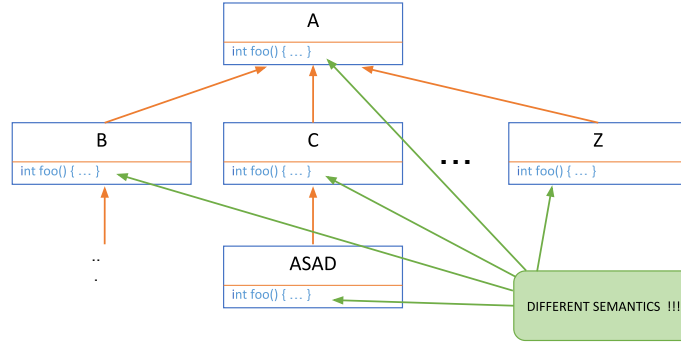 A
int foo() { … }
B
int foo() { … }
C
int foo() { … }
...
Z
int foo() { … }
..
.
ASAD
int foo() { … }
DIFFERENT SEMANTICS !!!